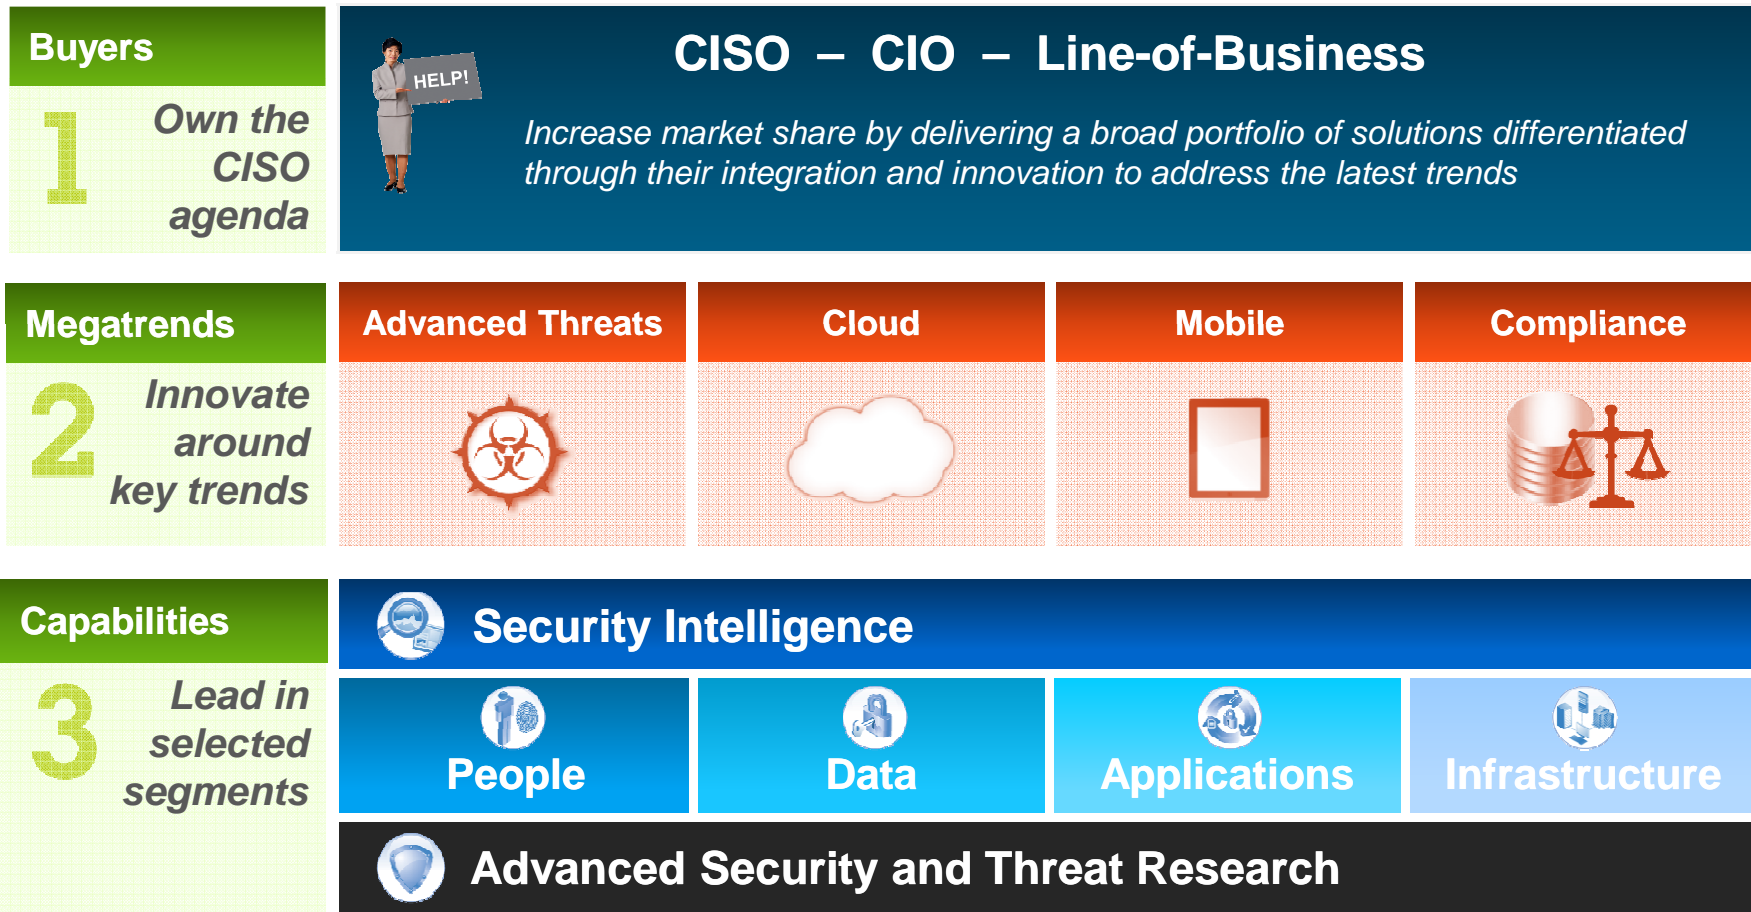 Buyers
1
Own the
CISO
agenda
HELP!
CISO – CIO – Line-of-Business
Increase market share by delivering a broad portfolio of solutions differentiated
through their integration and innovation to address the latest trends
Megatrends
2
Innovate
around
key trends
Advanced Threats
Cloud
Mobile
Compliance
Capabilities
3
Lead in
selected
segments
Security Intelligence
People
Data
Applications
Infrastructure
Advanced Security and Threat Research